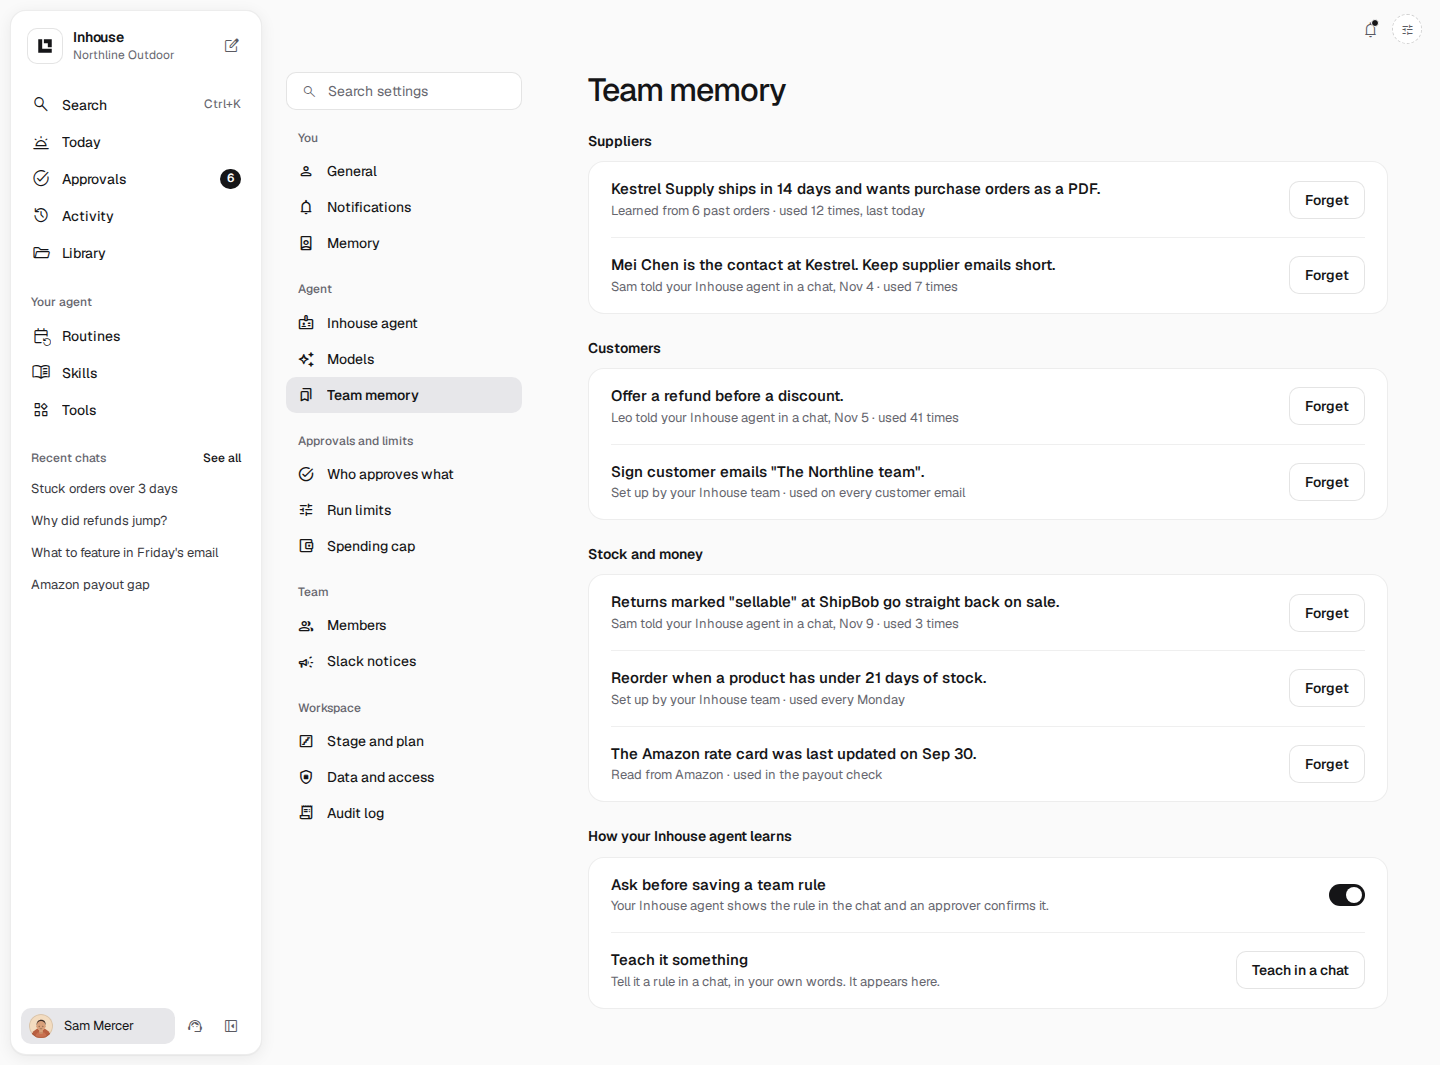 Inhouse
Northline Outdoor
Search
Ctrl+K
Today
Approvals
6
Activity
Library
Your agent
Routines
Skills
Tools
Recent chats
See all
Stuck orders over 3 days
Why did refunds jump?
What to feature in Friday's email
Amazon payout gap
Sam Mercer
Search settings
You
General
Notifications
Memory
Agent
Inhouse agent
Models
Team memory
Approvals and limits
Who approves what
Run limits
Spending cap
Team
Members
Slack notices
Workspace
Stage and plan
Data and access
Audit log
Team memory
Suppliers
Kestrel Supply ships in 14 days and wants purchase orders as a PDF.
Learned from 6 past orders · used 12 times, last today
Forget
Mei Chen is the contact at Kestrel. Keep supplier emails short.
Sam told your Inhouse agent in a chat, Nov 4 · used 7 times
Forget
Customers
Offer a refund before a discount.
Leo told your Inhouse agent in a chat, Nov 5 · used 41 times
Forget
Sign customer emails "The Northline team".
Set up by your Inhouse team · used on every customer email
Forget
Stock and money
Returns marked "sellable" at ShipBob go straight back on sale.
Sam told your Inhouse agent in a chat, Nov 9 · used 3 times
Forget
Reorder when a product has under 21 days of stock.
Set up by your Inhouse team · used every Monday
Forget
The Amazon rate card was last updated on Sep 30.
Read from Amazon · used in the payout check
Forget
How your Inhouse agent learns
Ask before saving a team rule
Your Inhouse agent shows the rule in the chat and an approver confirms it.
Teach it something
Tell it a rule in a chat, in your own words. It appears here.
Teach in a chat